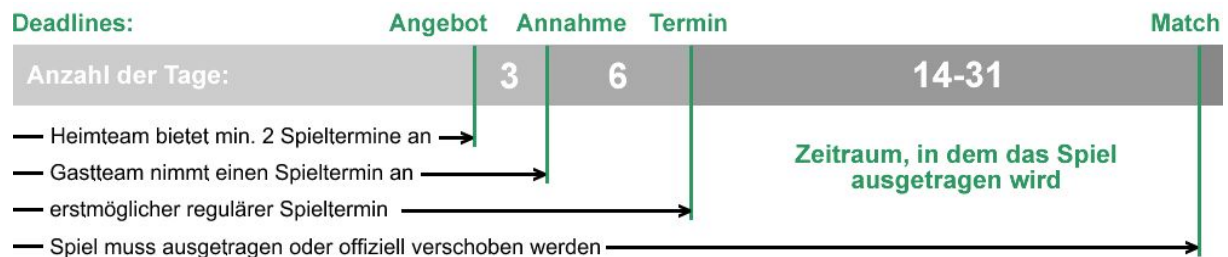 Deadlines: Angebot Annahme Termin Match
Anzahl der Tage: 3 6 14-31
Heimteam bietet min. 2 Spieltermine an
Gastteam nimmt einen Spieltermin an
erstmöglicher regulärer Spieltermin
Spiel muss ausgetragen oder offiziell verschoben werden
Zeitraum, in dem das Spiel
ausgetragen wird